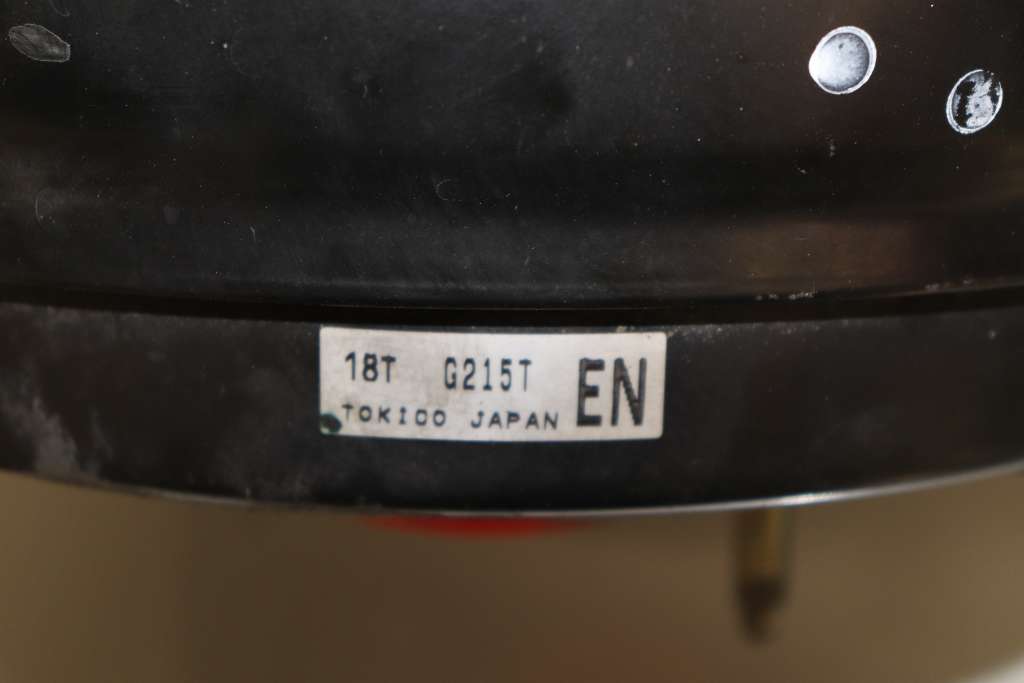 18T G215T EN
TOKICO JAPAN